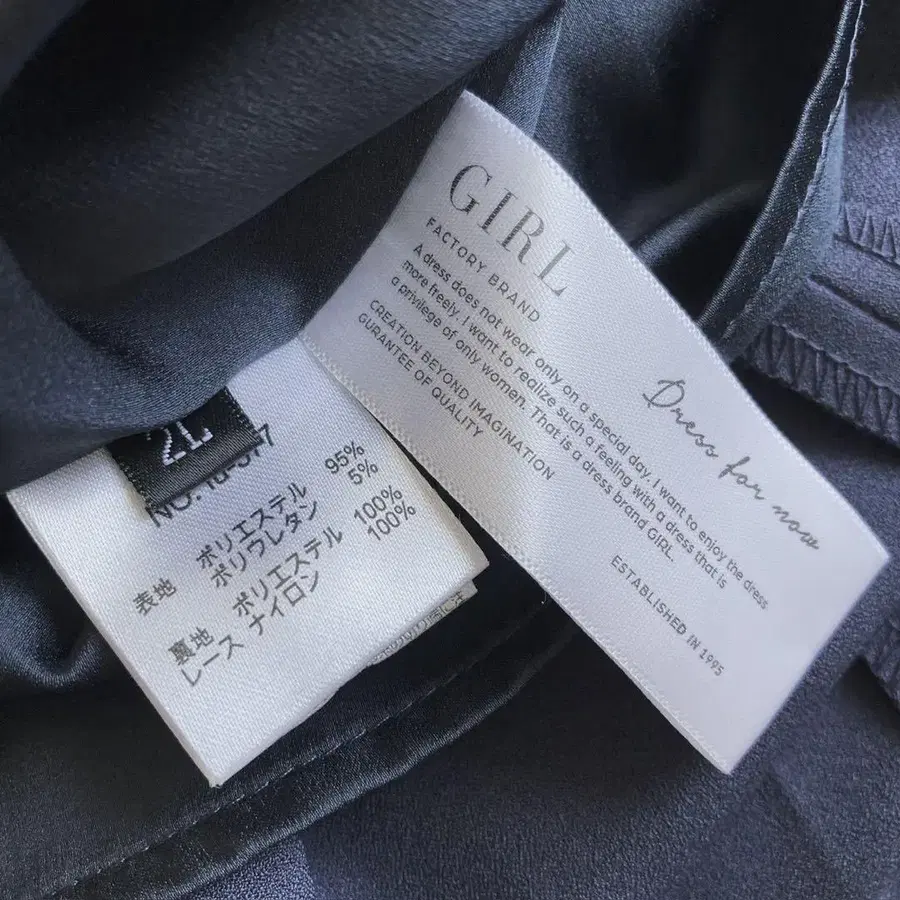 GIRL
FACTORY BRAND
A dress does not wear only on a special day. I want to enjoy the dress
more freely. I want to realize such a feeling with a dress that is
a privilege of only women. That is a dress brand GIRL.
CREATION BEYOND IMAGINATION
GURANTEE OF QUALITY
Dress for now
ESTABLISHED IN 1995
2L
表地 ポリエステル 95%
ポリウレタン 5%
裏地 ポリエステル 100%
レース ナイロン 100%